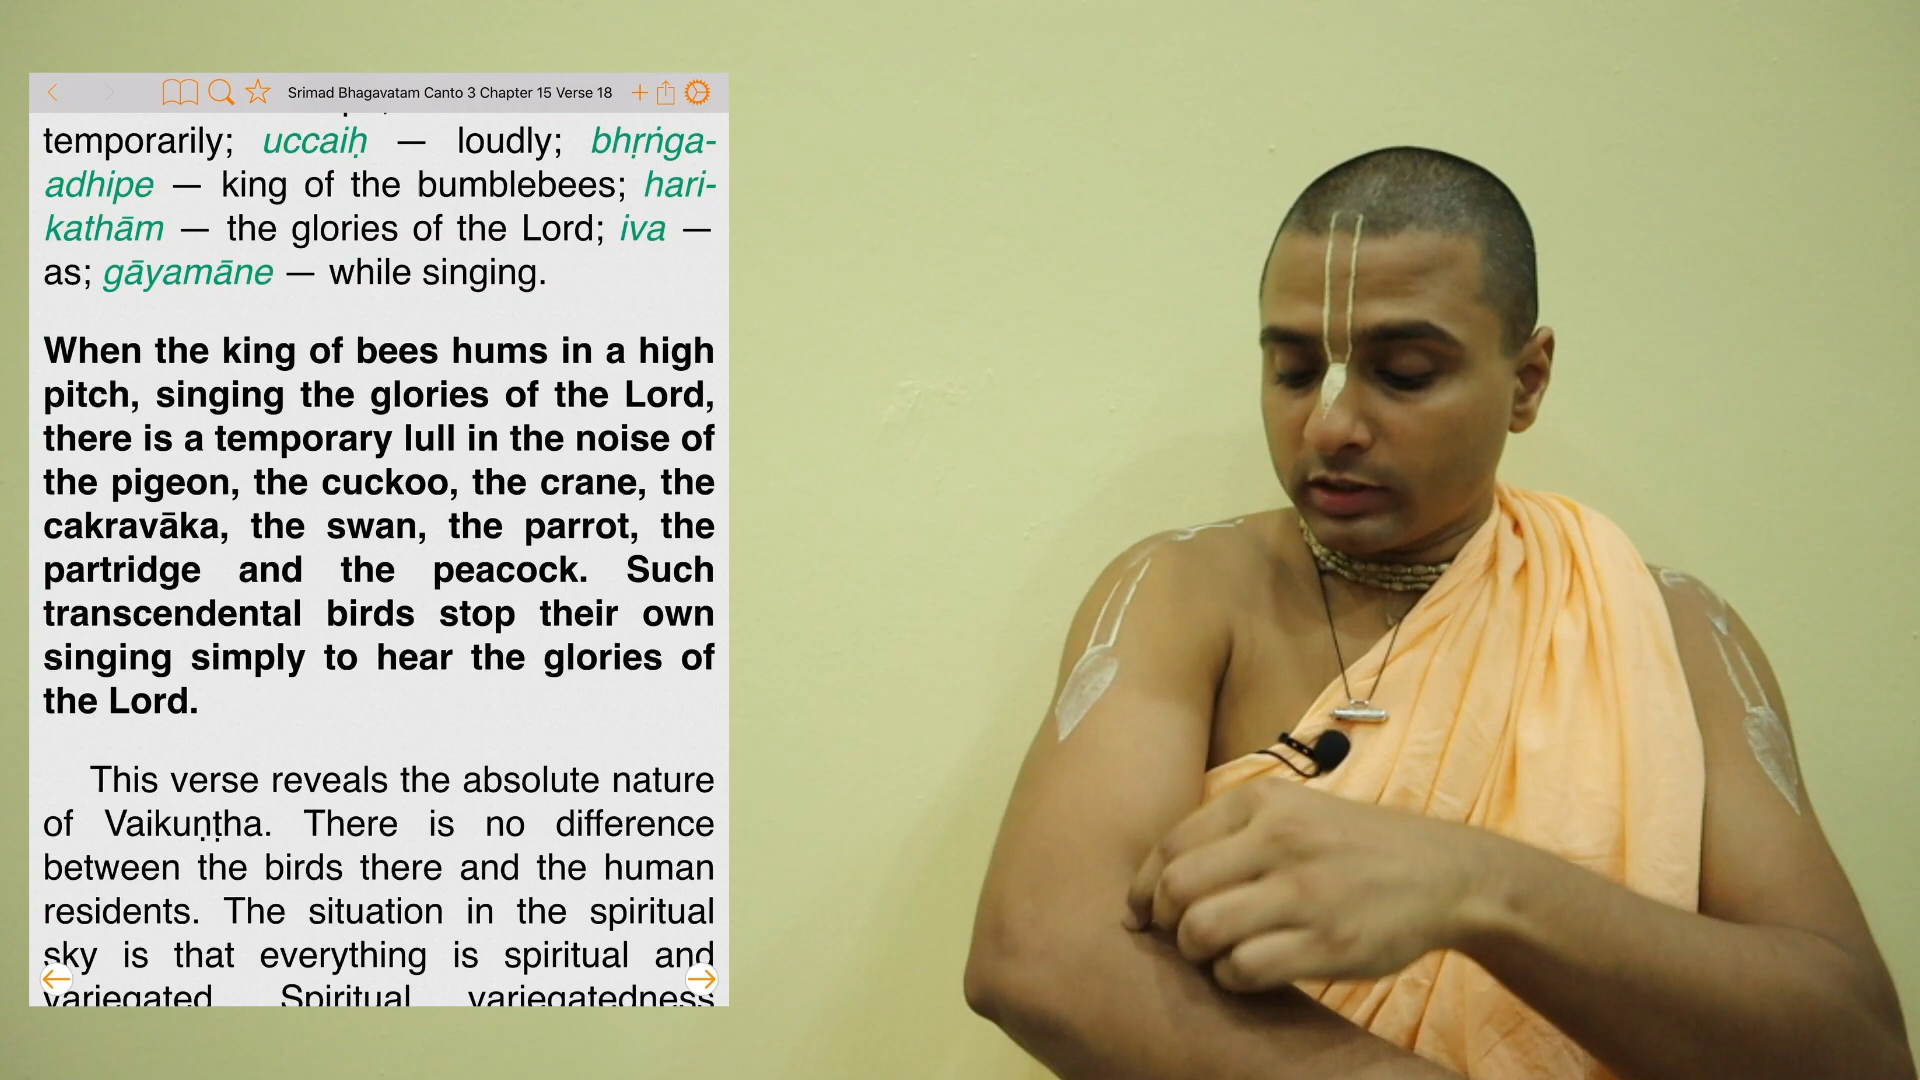 Srimad Bhagavatam Canto 3 Chapter 15 Verse 18
temporarily; uccaiḥ — loudly; bhṛṅga-
adhipe — king of the bumblebees; hari-
kathām — the glories of the Lord; iva —
as; gāyamāne — while singing.
When the king of bees hums in a high
pitch, singing the glories of the Lord,
there is a temporary lull in the noise of
the pigeon, the cuckoo, the crane, the
cakravāka, the swan, the parrot, the
partridge and the peacock. Such
transcendental birds stop their own
singing simply to hear the glories of
the Lord.
This verse reveals the absolute nature
of Vaikuṇṭha. There is no difference
between the birds there and the human
residents. The situation in the spiritual
sky is that everything is spiritual and
variegated. Spiritual variegatedness